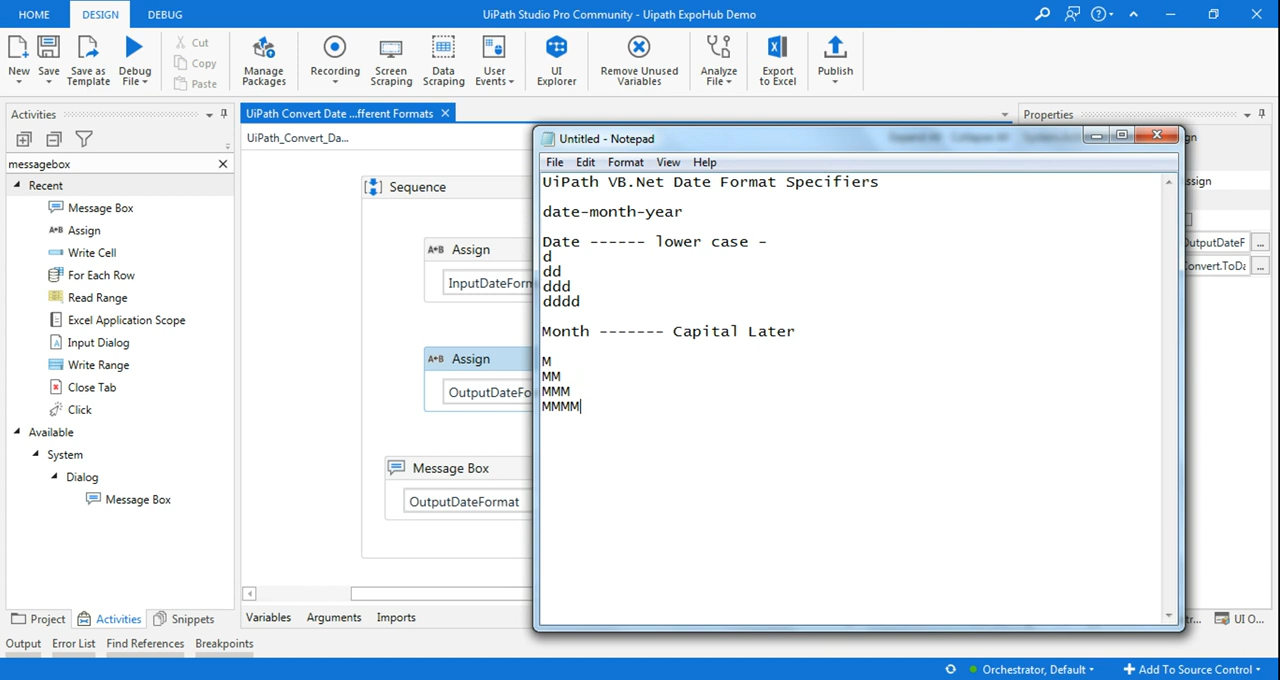 HOME DESIGN DEBUG UiPath Studio Pro Community - Uipath ExpoHub Demo
New Save Save as Template Debug File Cut Copy Paste Manage Packages Recording Screen Scraping Data Scraping User Events UI Explorer Remove Unused Variables Analyze File Export to Excel Publish
Activities
messagebox
Recent
Message Box
Assign
Write Cell
For Each Row
Read Range
Excel Application Scope
Input Dialog
Write Range
Close Tab
Click
Available
System
Dialog
Message Box
Project Activities Snippets
UiPath Convert Date ...fferent Formats
UiPath_Convert_Da...
Sequence
A*B Assign
InputDateForm
A*B Assign
OutputDateFo
Message Box
OutputDateFormat
Variables Arguments Imports
Untitled - Notepad
File Edit Format View Help
UiPath VB.Net Date Format Specifiers
date-month-year
Date ------ lower case -
d
dd
ddd
dddd
Month ------- Capital Later
M
MM
MMM
MMMM
Properties
ssign
OutputDateF ...
Convert.ToDa ...
UI O...
Output Error List Find References Breakpoints
Orchestrator, Default Add To Source Control